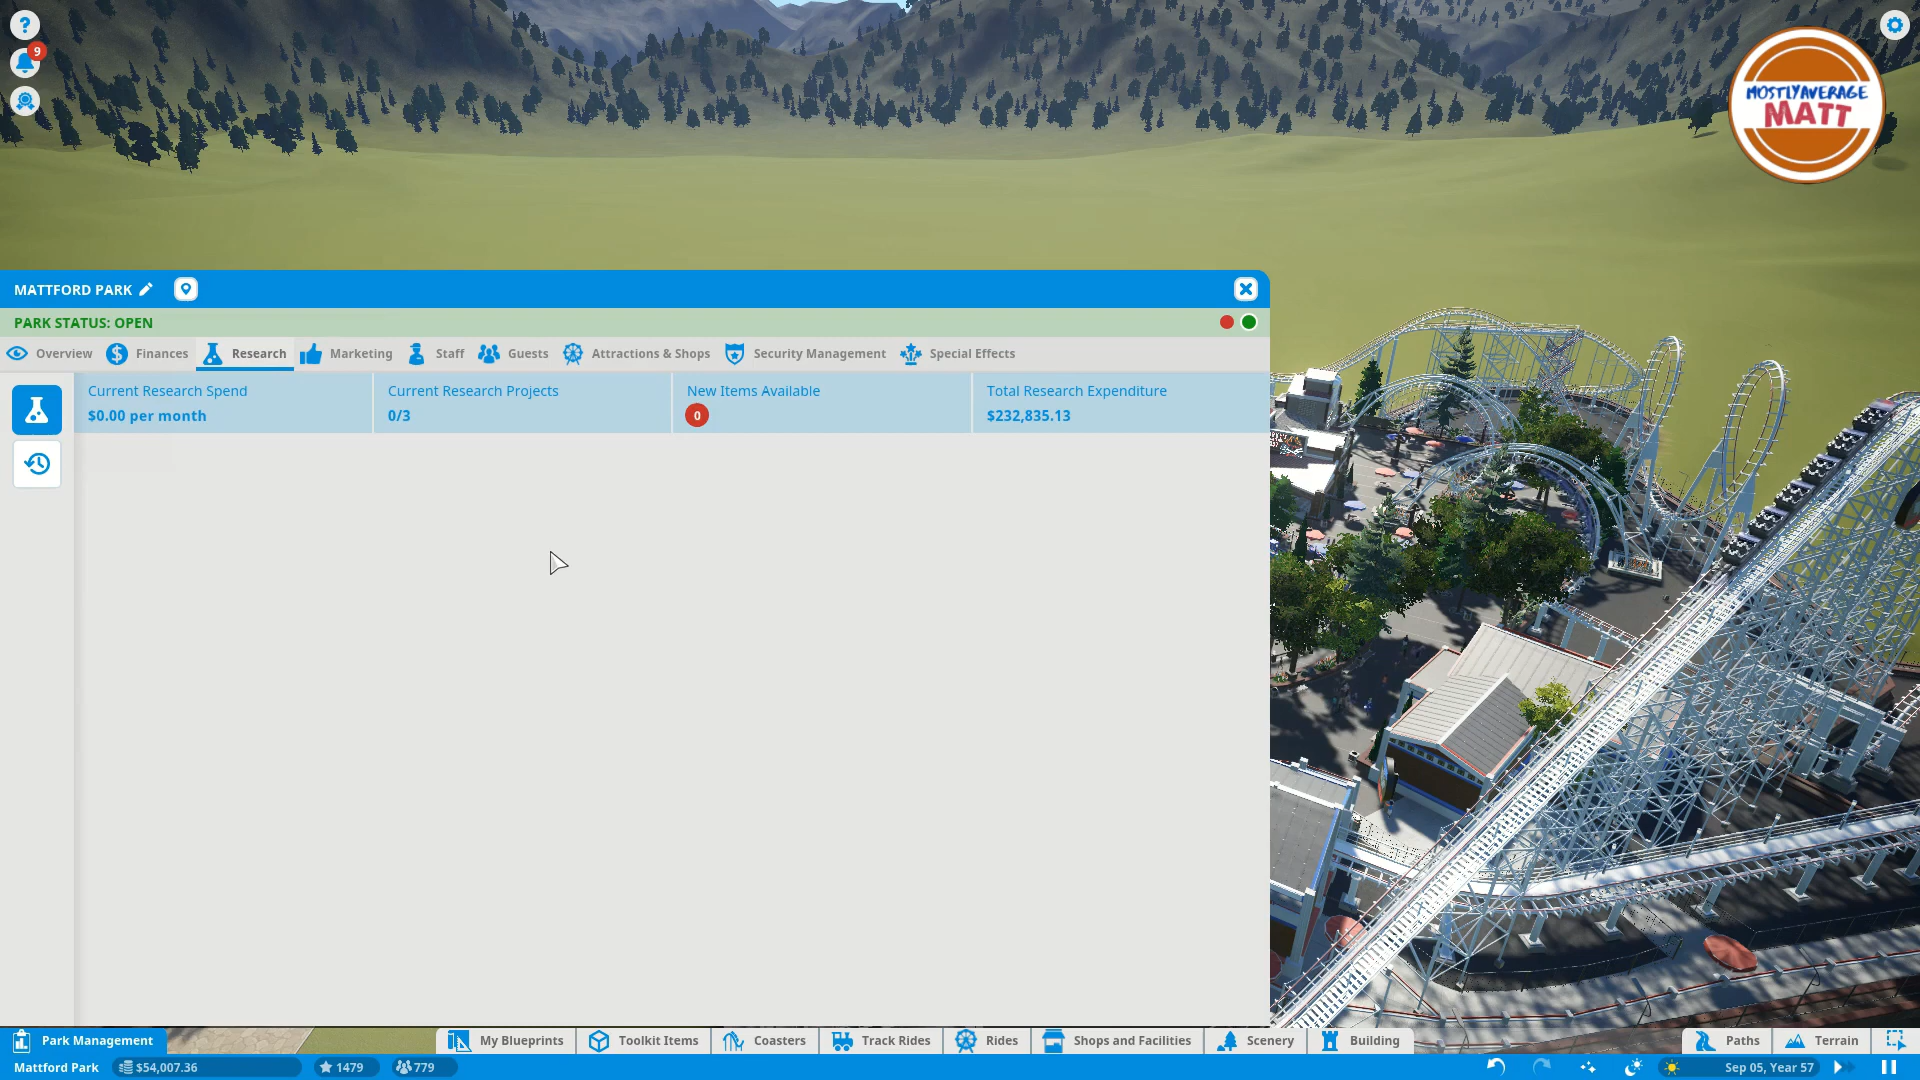 ?
9
MOSTLYAVERAGE
MATT
MATTFORD PARK
PARK STATUS: OPEN
Overview
Finances
Research
Marketing
Staff
Guests
Attractions & Shops
Security Management
Special Effects
Current Research Spend
$0.00 per month
Current Research Projects
0/3
New Items Available
0
Total Research Expenditure
$232,835.13
Park Management
My Blueprints
Toolkit Items
Coasters
Track Rides
Rides
Shops and Facilities
Scenery
Building
Paths
Terrain
Mattford Park
$54,007.36
1479
779
Sep 05, Year 57